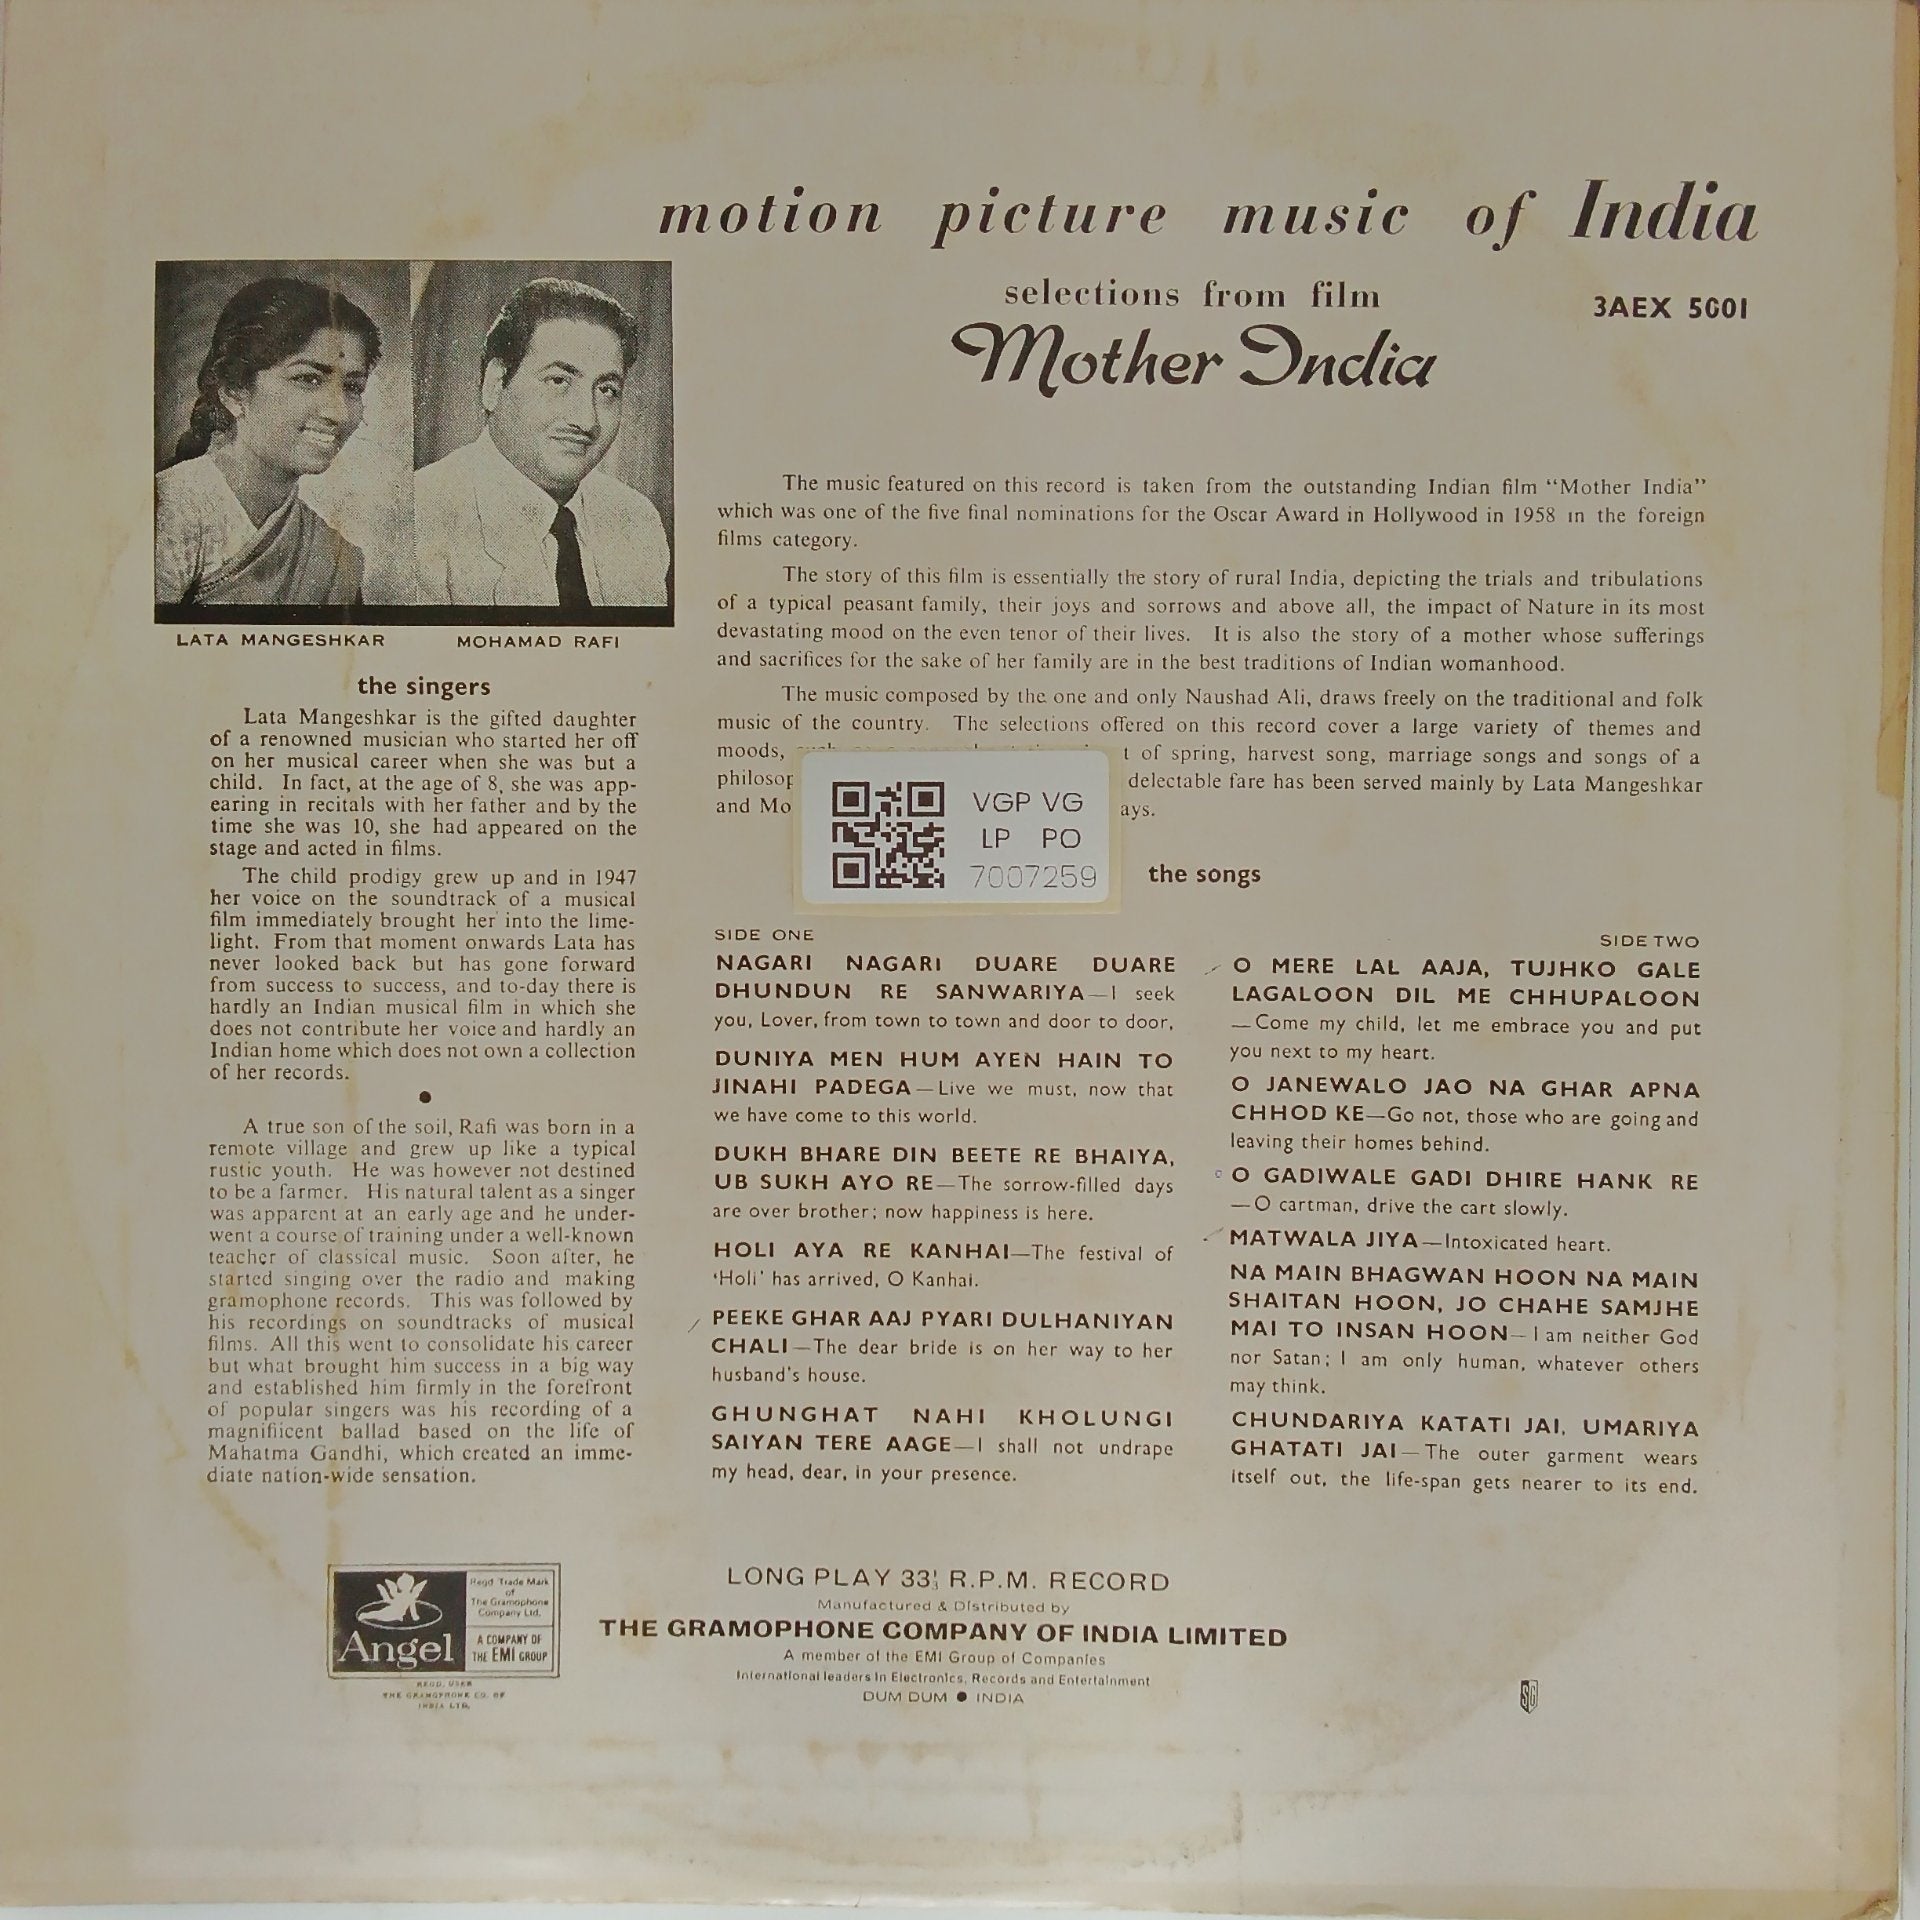 motion picture music of India
selections from film
3AEX 5001
Mother India
LATA MANGESHKAR MOHAMAD RAFI
the singers
Lata Mangeshkar is the gifted daughter
of a renowned musician who started her off
on her musical career when she was but a
child. In fact, at the age of 8, she was app-
earing in recitals with her father and by the
time she was 10, she had appeared on the
stage and acted in films.
The child prodigy grew up and in 1947
her voice on the soundtrack of a musical
film immediately brought her into the lime-
light. From that moment onwards Lata has
never looked back but has gone forward
from success to success, and to-day there is
hardly an Indian musical film in which she
does not contribute her voice and hardly an
Indian home which does not own a collection
of her records.
A true son of the soil, Rafi was born in a
remote village and grew up like a typical
rustic youth. He was however not destined
to be a farmer. His natural talent as a singer
was apparent at an early age and he under-
went a course of training under a well-known
teacher of classical music. Soon after, he
started singing over the radio and making
gramophone records. This was followed by
his recordings on soundtracks of musical
films. All this went to consolidate his career
but what brought him success in a big way
and established him firmly in the forefront
of popular singers was his recording of a
magnifiicent ballad based on the life of
Mahatma Gandhi, which created an imme-
diate nation-wide sensation.
The music featured on this record is taken from the outstanding Indian film “Mother India”
which was one of the five final nominations for the Oscar Award in Hollywood in 1958 in the foreign
films category.
The story of this film is essentially the story of rural India, depicting the trials and tribulations
of a typical peasant family, their joys and sorrows and above all, the impact of Nature in its most
devastating mood on the even tenor of their lives. It is also the story of a mother whose sufferings
and sacrifices for the sake of her family are in the best traditions of Indian womanhood.
The music composed by the one and only Naushad Ali, draws freely on the traditional and folk
music of the country. The selections offered on this record cover a large variety of themes and
moods, of spring, harvest song, marriage songs and songs of a
delectable fare has been served mainly by Lata Mangeshkar
and
VGP VG
LP PO
7007259
the songs
SIDE ONE
NAGARI NAGARI DUARE DUARE
DHUNDUN RE SANWARIYA—I seek
you, Lover, from town to town and door to door,
DUNIYA MEN HUM AYEN HAIN TO
JINAHI PADEGA—Live we must, now that
we have come to this world.
DUKH BHARE DIN BEETE RE BHAIYA,
UB SUKH AYO RE—The sorrow-filled days
are over brother; now happiness is here.
HOLI AYA RE KANHAI—The festival of
‘Holi’ has arrived, O Kanhai.
PEEKE GHAR AAJ PYARI DULHANIYAN
CHALI—The dear bride is on her way to her
husband's house.
GHUNGHAT NAHI KHOLUNGI
SAIYAN TERE AAGE—I shall not undrape
my head, dear, in your presence.
SIDE TWO
O MERE LAL AAJA, TUJHKO GALE
LAGALOON DIL ME CHHUPALOON
—Come my child, let me embrace you and put
you next to my heart.
O JANEWALO JAO NA GHAR APNA
CHHOD KE—Go not, those who are going and
leaving their homes behind.
O GADIWALE GADI DHIRE HANK RE
—O cartman, drive the cart slowly.
MATWALA JIYA—Intoxicated heart.
NA MAIN BHAGWAN HOON NA MAIN
SHAITAN HOON, JO CHAHE SAMJHE
MAI TO INSAN HOON—I am neither God
nor Satan; I am only human, whatever others
may think.
CHUNDARIYA KATATI JAI, UMARIYA
GHATATI JAI—The outer garment wears
itself out, the life-span gets nearer to its end.
Angel
Regd Trade Mark
of
The Gramophone
Company Ltd.
A COMPANY OF
THE EMI GROUP
REGD. USER
THE GRAMOPHONE CO. OF
INDIA LTD.
LONG PLAY 33⅓ R.P.M. RECORD
Manufactured & Distributed by
THE GRAMOPHONE COMPANY OF INDIA LIMITED
A member of the EMI Group of Companies
International leaders in Electronics, Records and Entertainment
DUM DUM ● INDIA
SG